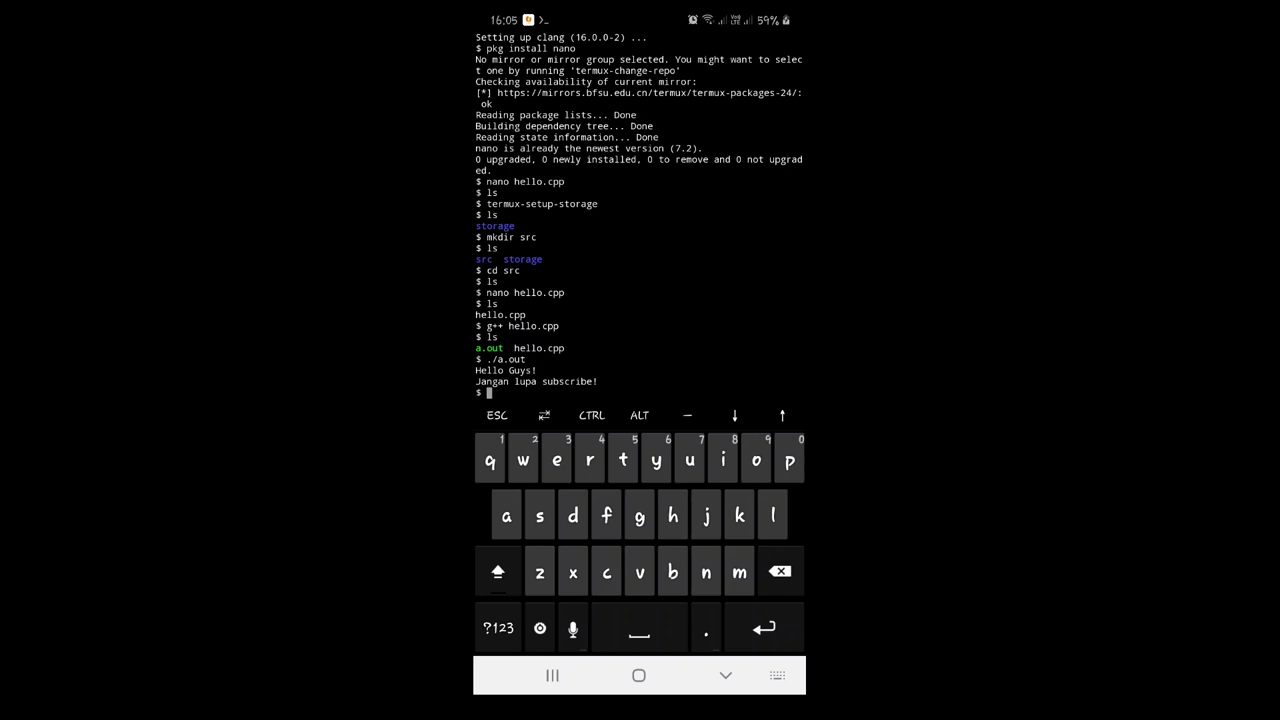 16:05 >_ Vo) LTE 59%
Setting up clang (16.0.0-2) ...
$ pkg install nano
No mirror or mirror group selected. You might want to selec
t one by running 'termux-change-repo'
Checking availability of current mirror:
[*] https://mirrors.bfsu.edu.cn/termux/termux-packages-24/:
ok
Reading package lists... Done
Building dependency tree... Done
Reading state information... Done
nano is already the newest version (7.2).
0 upgraded, 0 newly installed, 0 to remove and 0 not upgrad
ed.
$ nano hello.cpp
$ ls
$ termux-setup-storage
$ ls
storage
$ mkdir src
$ ls
src storage
$ cd src
$ ls
$ nano hello.cpp
$ ls
hello.cpp
$ g++ hello.cpp
$ ls
a.out hello.cpp
$ ./a.out
Hello Guys!
Jangan lupa subscribe!
$
ESC CTRL ALT — ↓ ↑
1 2 3 4 5 6 7 8 9 0
q w e r t y u i o p
a s d f g h j k l
z x c v b n m
?123 .